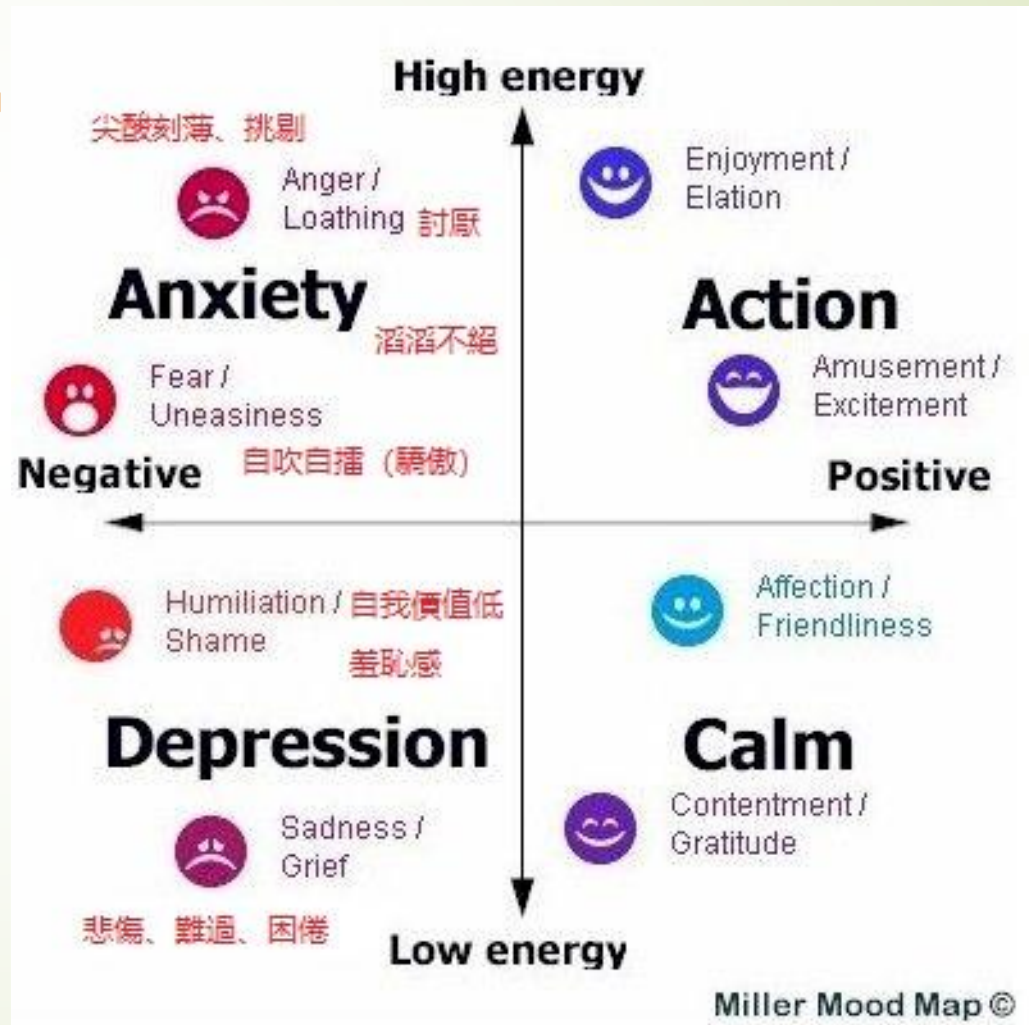 High energy
尖酸刻薄、挑剔
Anger /
Loathing 討厭
Enjoyment /
Elation
Anxiety
Action
滔滔不絕
Fear /
Uneasiness
Amusement /
Excitement
自吹自擂（驕傲）
Negative
Positive
Humiliation / 自我價值低
Shame
羞恥感
Affection /
Friendliness
Depression
Calm
Sadness /
Grief
Contentment /
Gratitude
悲傷、難過、困倦
Low energy
Miller Mood Map ©